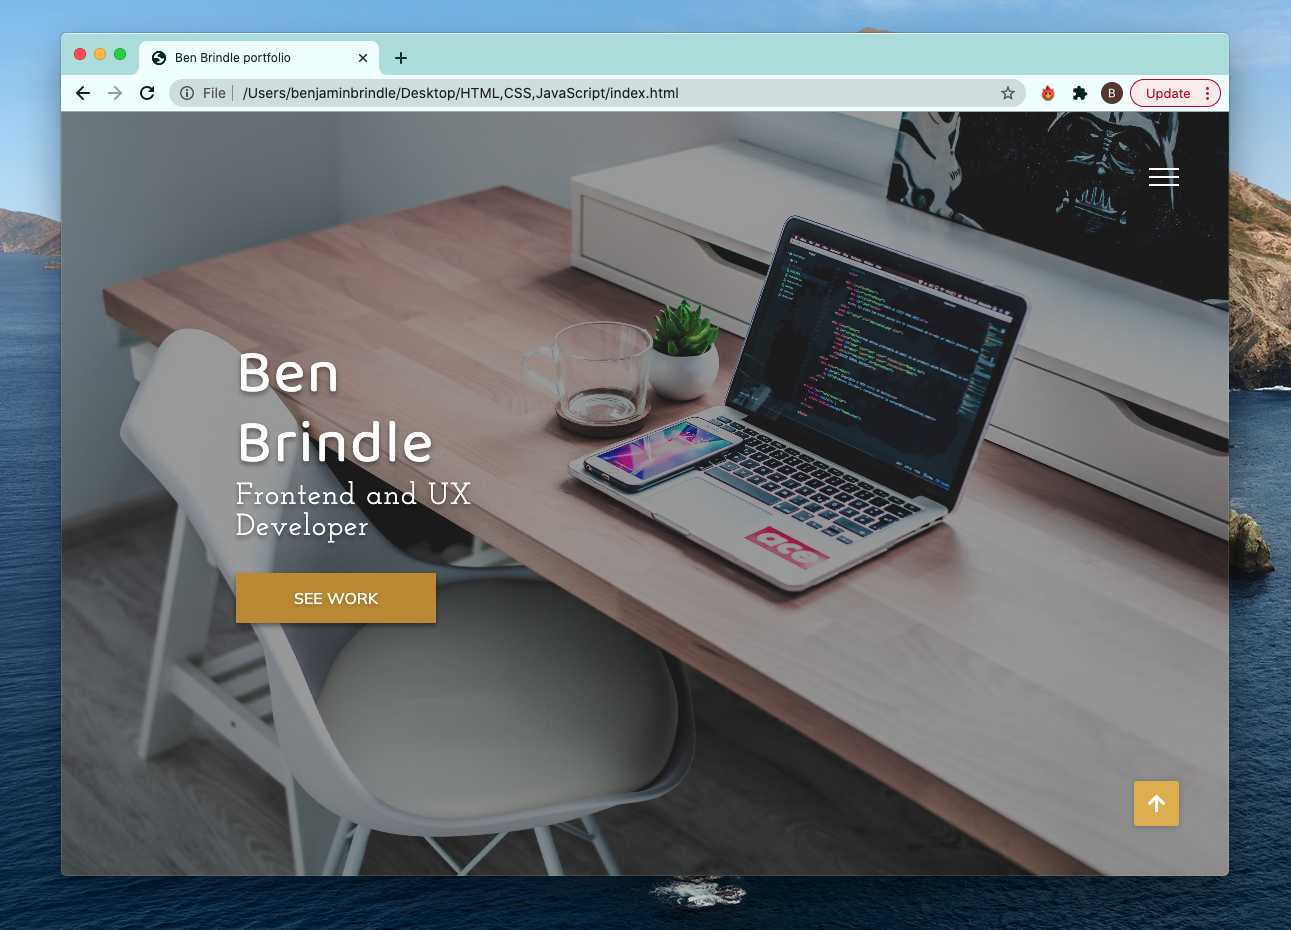 Ben Brindle portfolio
File
/Users/benjaminbrindle/Desktop/HTML,CSS,JavaScript/index.html
B
Update
Ben
Brindle
Frontend and UX
Developer
SEE WORK
ace